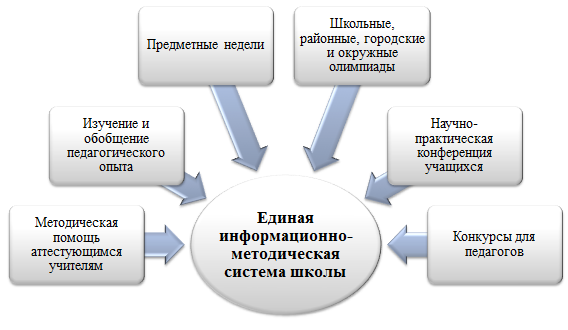 Предметные недели
Школьные,
районные, городские
и окружные
олимпиады
Изучение и
обобщение
педагогического
опыта
Научно-
практическая
конференция
учащихся
Методическая
помощь
аттестующимся
учителям
Единая
информационно-
методическая
система школы
Конкурсы для
педагогов